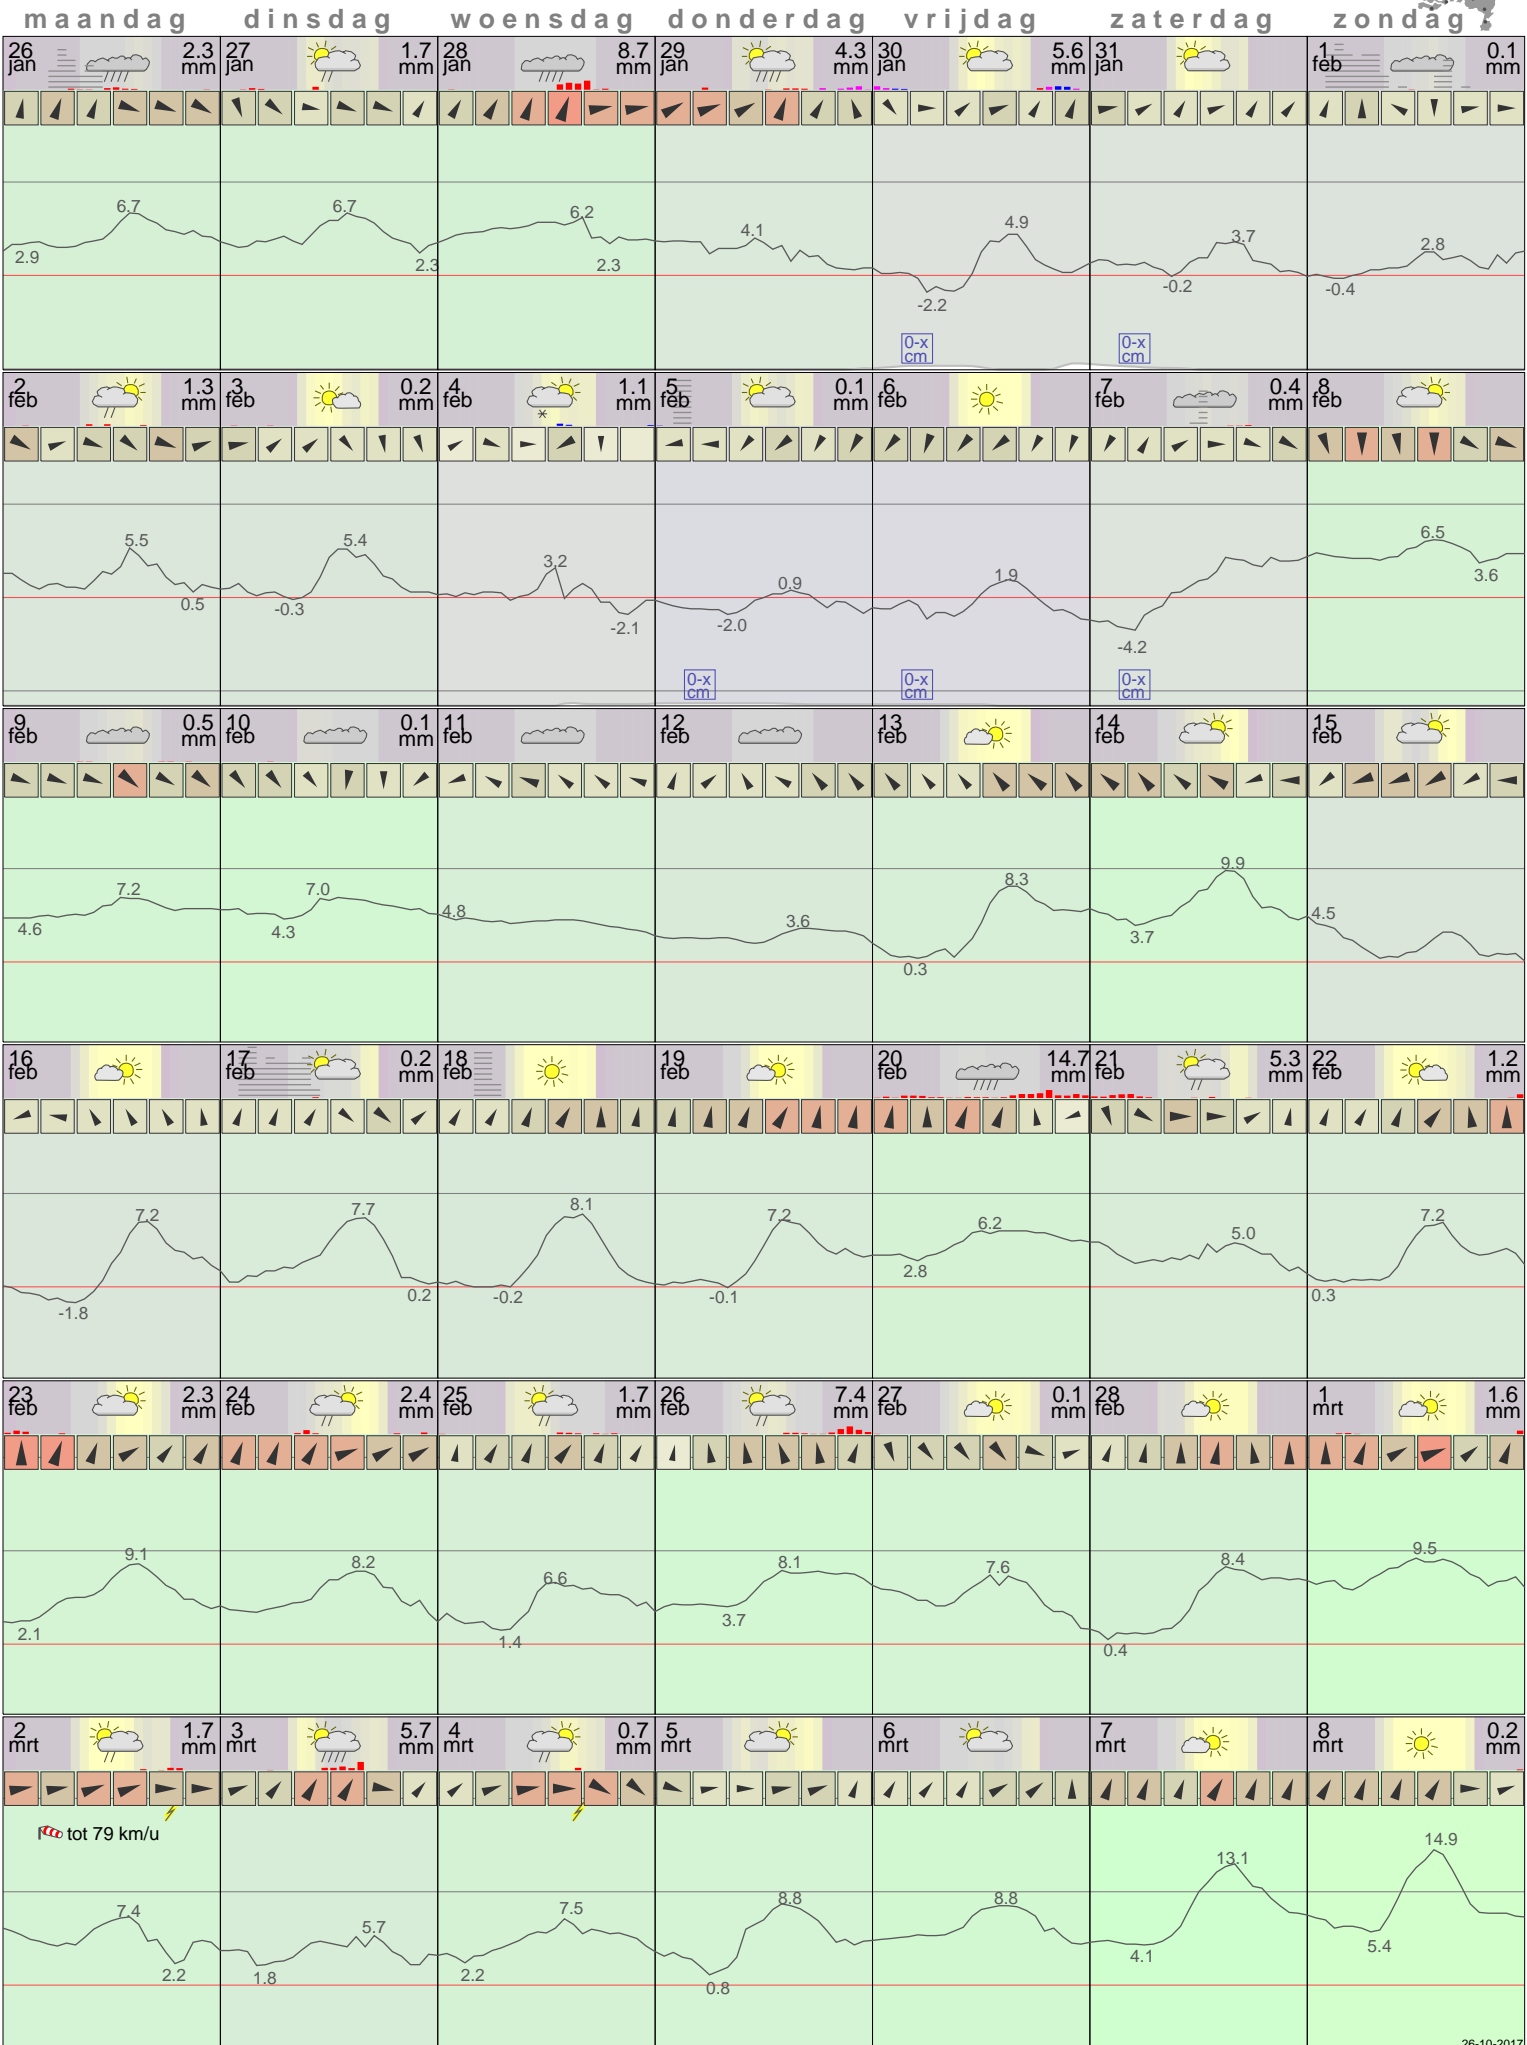 maandag dinsdag woensdag donderdag vrijdag zaterdag zondag
26 jan 2.3 mm 27 jan 1.7 mm 28 jan 8.7 mm 29 jan 4.3 mm 30 jan 5.6 mm 31 jan 1 feb 0.1 mm
6.7 6.7 6.2 4.1 4.9 3.7 2.8
2.9 2.3 2.3 -2.2 -0.2 -0.4
0-x cm 0-x cm
2 feb 1.3 mm 3 feb 0.2 mm 4 feb 1.1 mm 5 feb 0.1 mm 6 feb 7 feb 0.4 mm 8 feb
5.5 5.4 3.2 0.9 1.9 6.5
0.5 -0.3 -2.1 -2.0 -4.2 3.6
0-x cm 0-x cm 0-x cm
9 feb 0.5 mm 10 feb 0.1 mm 11 feb 12 feb 13 feb 14 feb 15 feb
7.2 7.0 4.8 3.6 8.3 9.9 4.5
4.6 4.3 0.3 3.7
16 feb 17 feb 0.2 mm 18 feb 19 feb 20 feb 14.7 mm 21 feb 5.3 mm 22 feb 1.2 mm
7.2 7.7 8.1 7.2 6.2 5.0 7.2
-1.8 0.2 -0.2 -0.1 2.8 0.3
23 feb 2.3 mm 24 feb 2.4 mm 25 feb 1.7 mm 26 feb 7.4 mm 27 feb 0.1 mm 28 feb 1 mrt 1.6 mm
9.1 8.2 6.6 8.1 7.6 8.4 9.5
2.1 1.4 3.7 0.4
2 mrt 1.7 mm 3 mrt 5.7 mm 4 mrt 0.7 mm 5 mrt 6 mrt 7 mrt 8 mrt 0.2 mm
tot 79 km/u
7.4 5.7 7.5 8.8 8.8 13.1 14.9
2.2 1.8 2.2 0.8 4.1 5.4
26-10-2017